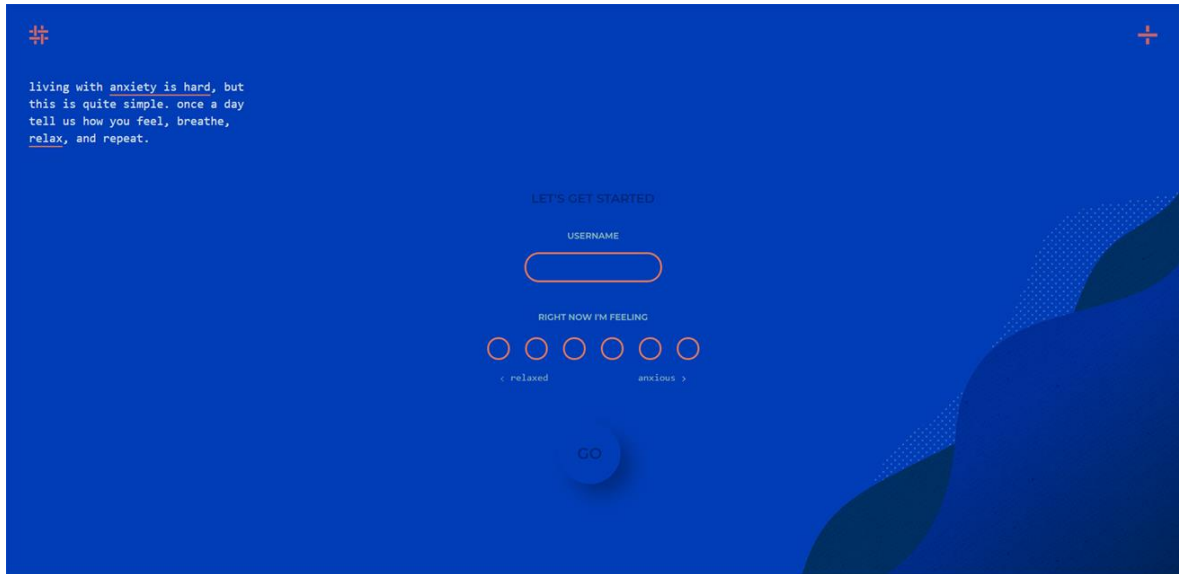 living with anxiety is hard, but
this is quite simple. once a day
tell us how you feel, breathe,
relax, and repeat.
LET'S GET STARTED
USERNAME
RIGHT NOW I'M FEELING
< relaxed anxious >
GO